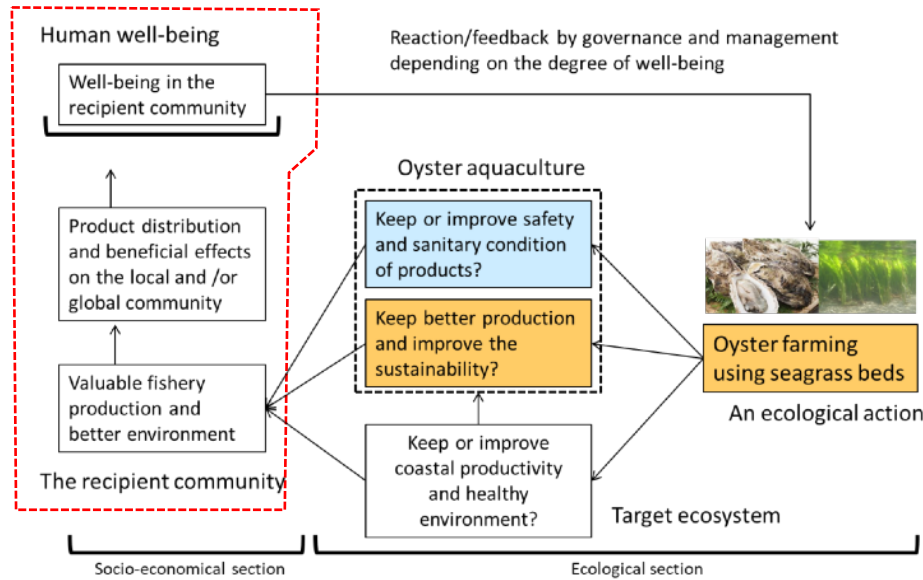 Human well-being
Well-being in the
recipient community
Reaction/feedback by governance and management
depending on the degree of well-being
Product distribution
and beneficial effects
on the local and /or
global community
Valuable fishery
production and
better environment
The recipient community
Oyster aquaculture
Keep or improve safety
and sanitary condition
of products?
Keep better production
and improve the
sustainability?
Keep or improve
coastal productivity
and healthy
environment?
Oyster farming
using seagrass beds
An ecological action
Target ecosystem
Socio-economical section
Ecological section